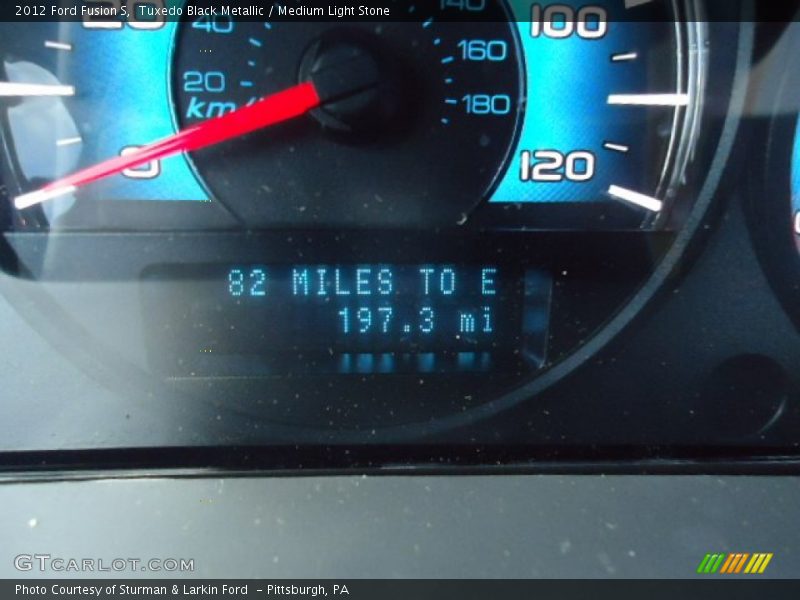 2012 Ford Fusion S, Tuxedo Black Metallic / Medium Light Stone
20 40 140 100
160
20 180
km/
0 120
82 MILES TO E
197.3 mi
GTCARLOT.COM
Photo Courtesy of Sturman & Larkin Ford - Pittsburgh, PA